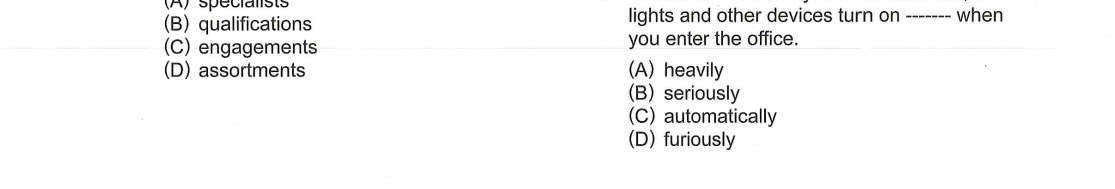 (A) specialists
(B) qualifications
(C) engagements
(D) assortments
lights and other devices turn on ------- when
you enter the office.
(A) heavily
(B) seriously
(C) automatically
(D) furiously